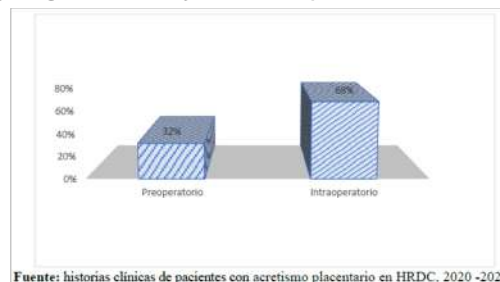 80%
60%
40%
20%
0%
32%
68%
Preoperatorio
Intraoperatorio
Fuente: historias clínicas de pacientes con acretismo placentario en HRDC, 2020 -202